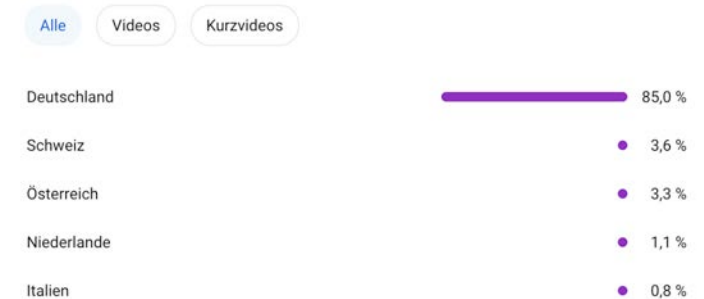 Alle Videos Kurzvideos
Deutschland 85,0 %
Schweiz 3,6 %
Österreich 3,3 %
Niederlande 1,1 %
Italien 0,8 %